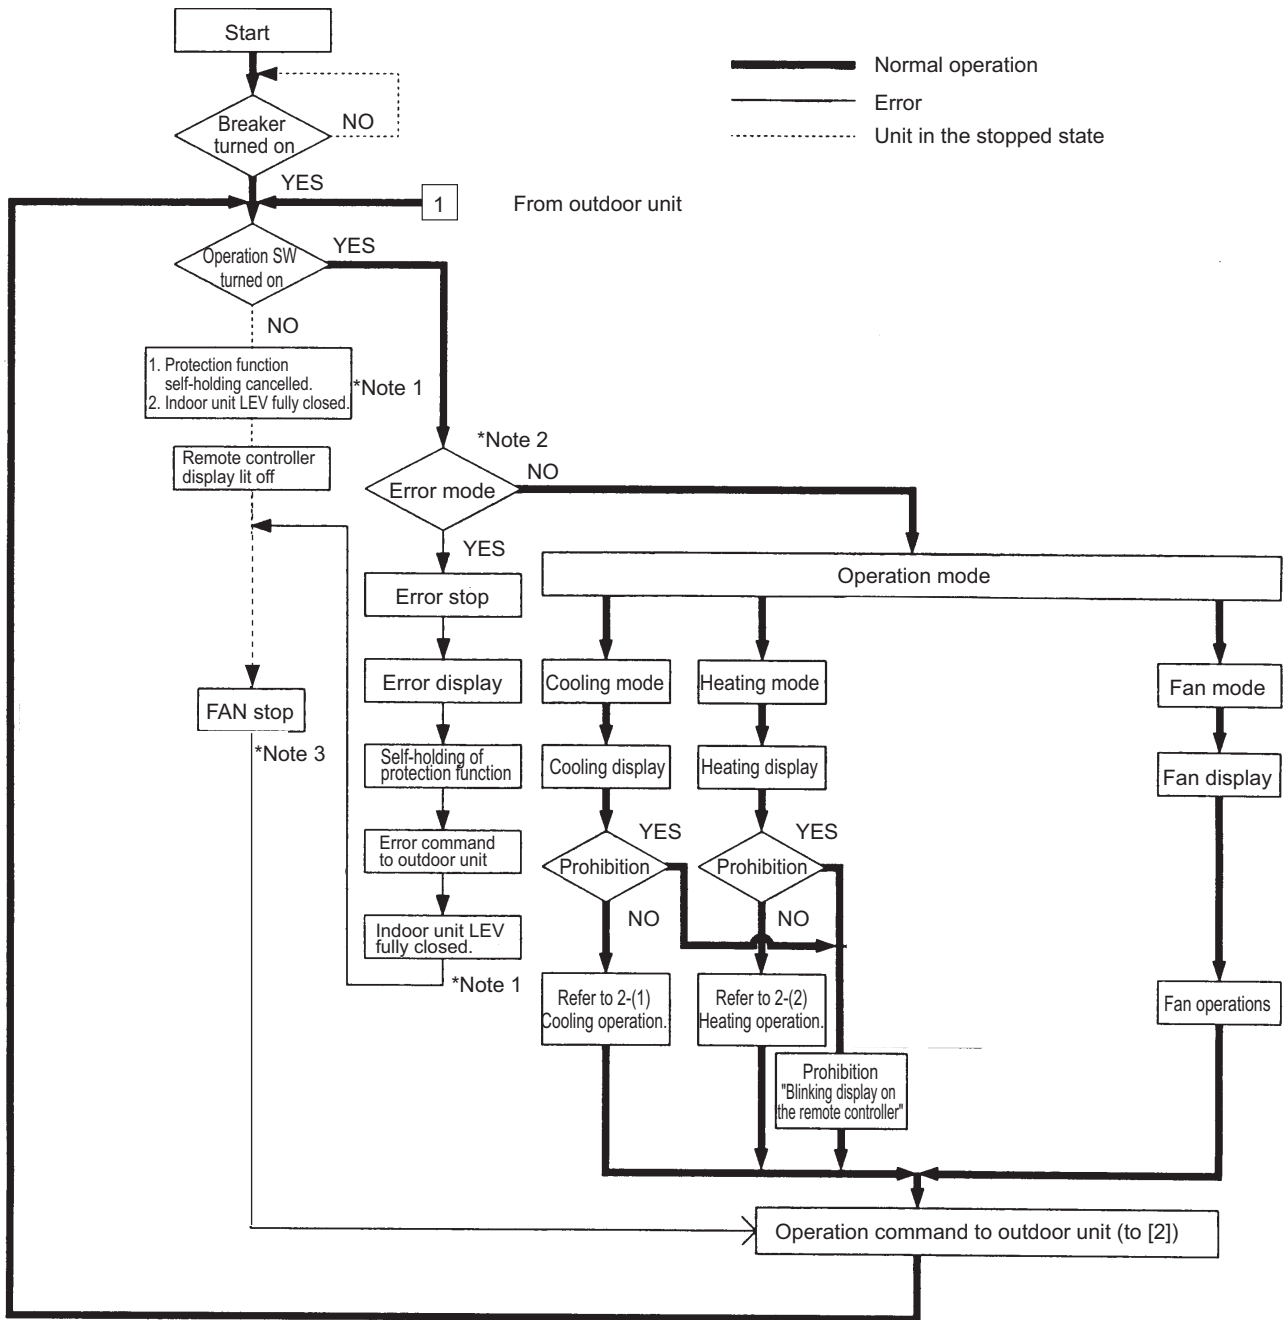 Start
Normal operation
Error
Unit in the stopped state
Breaker
turned on
NO
YES
1
From outdoor unit
Operation SW
turned on
YES
NO
1. Protection function
self-holding cancelled.
2. Indoor unit LEV fully closed.
*Note 1
Remote controller
display lit off
*Note 2
Error mode
NO
YES
Operation mode
Error stop
Error display
Cooling mode
Heating mode
Fan mode
FAN stop
*Note 3
Self-holding of
protection function
Cooling display
Heating display
Fan display
Error command
to outdoor unit
YES
YES
Prohibition
Prohibition
NO
NO
Indoor unit LEV
fully closed.
*Note 1
Refer to 2-(1)
Cooling operation.
Refer to 2-(2)
Heating operation.
Fan operations
Prohibition
"Blinking display on
the remote controller"
Operation command to outdoor unit (to [2])